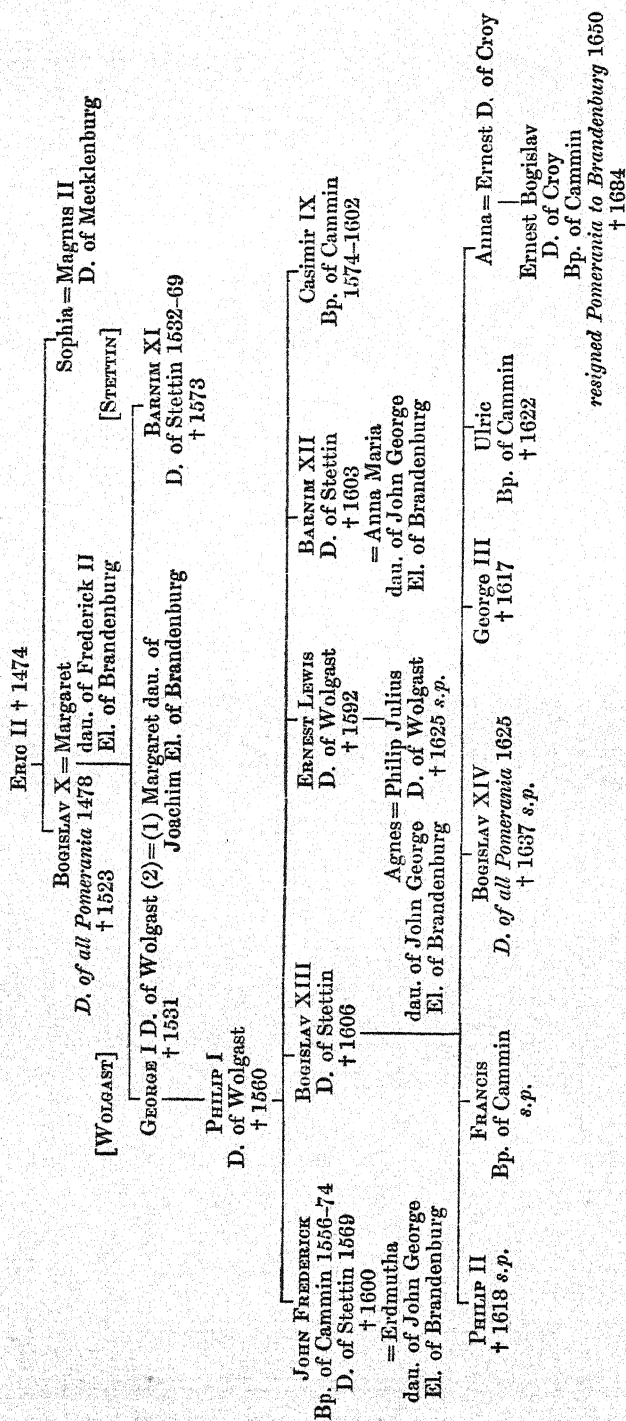 ERIC II † 1474
BOGISLAV X = Margaret
D. of all Pomerania 1478
† 1523
dau. of Frederick II
El. of Brandenburg
Sophia = Magnus II
D. of Mecklenburg
[WOLGAST]
[STETTIN]
GEORGE I D. of Wolgast (2)=(1) Margaret dau. of
† 1531
Joachim El. of Brandenburg
BARNIM XI
D. of Stettin 1532–69
† 1573
PHILIP I
D. of Wolgast
† 1560
JOHN FREDERICK
Bp. of Cammin 1556–74
D. of Stettin 1569
† 1600
= Erdmutha
dau. of John George
El. of Brandenburg
BOGISLAV XIII
D. of Stettin
† 1606
ERNEST LEWIS
D. of Wolgast
† 1592
BARNIM XII
D. of Stettin
† 1603
= Anna Maria
dau. of John George
El. of Brandenburg
Casimir IX
Bp. of Cammin
1574–1602
Agnes = Philip Julius
dau. of John George
El. of Brandenburg
D. of Wolgast
† 1625 s.p.
PHILIP II
† 1618 s.p.
FRANCIS
Bp. of Cammin
s.p.
BOGISLAV XIV
D. of all Pomerania 1625
† 1637 s.p.
George III
† 1617
Ulric
Bp. of Cammin
† 1622
Anna = Ernest D. of Croy
Ernest Bogislav
D. of Croy
Bp. of Cammin
resigned Pomerania to Brandenburg 1650
† 1684